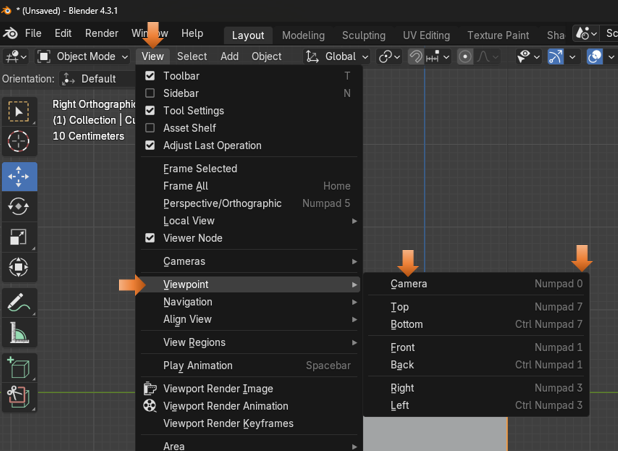 * (Unsaved) - Blender 4.3.1
File Edit Render Window Help Layout Modeling Sculpting UV Editing Texture Paint Sha Sc
Object Mode View Select Add Object Global
Orientation: Default
Right Orthographic
(1) Collection | Cu
10 Centimeters
Toolbar T
Sidebar N
Tool Settings
Asset Shelf
Adjust Last Operation
Frame Selected
Frame All Home
Perspective/Orthographic Numpad 5
Local View
Viewer Node
Cameras
Viewpoint
Navigation
Align View
View Regions
Play Animation Spacebar
Viewport Render Image
Viewport Render Animation
Viewport Render Keyframes
Area
Camera Numpad 0
Top Numpad 7
Bottom Ctrl Numpad 7
Front Numpad 1
Back Ctrl Numpad 1
Right Numpad 3
Left Ctrl Numpad 3